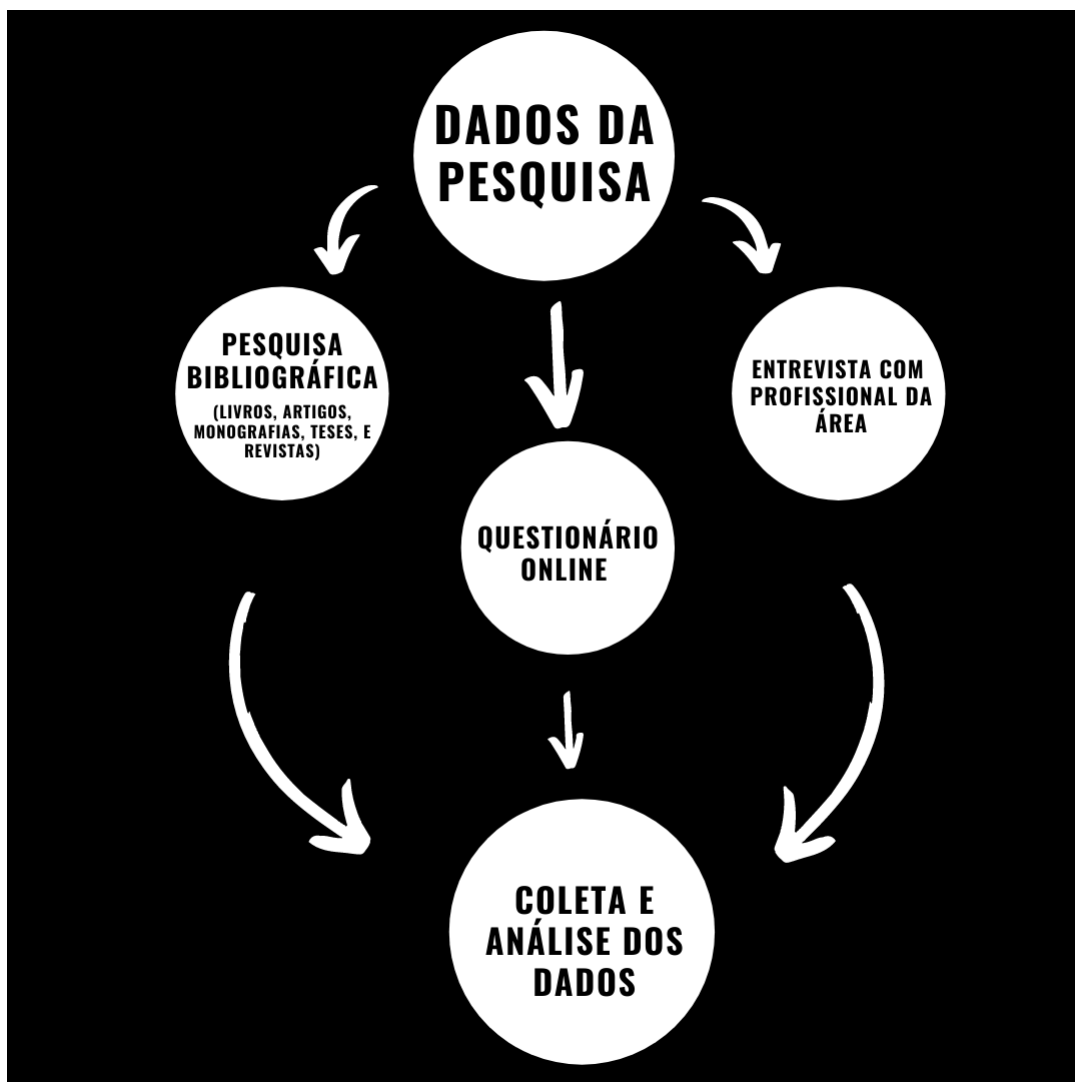 DADOS DA
PESQUISA
PESQUISA
BIBLIOGRÁFICA
(LIVROS, ARTIGOS,
MONOGRAFIAS, TESES, E
REVISTAS)
ENTREVISTA COM
PROFISSIONAL DA
ÁREA
QUESTIONÁRIO
ONLINE
COLETA E
ANÁLISE DOS
DADOS